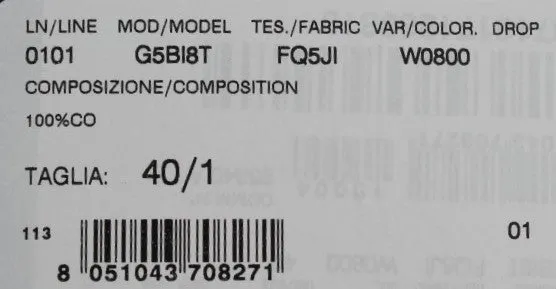 LN/LINE MOD/MODEL TES./FABRIC VAR/COLOR. DROP
0101 G5BI8T FQ5JI W0800
COMPOSIZIONE/COMPOSITION
100%CO
TAGLIA: 40/1
113 01
8 051043 708271